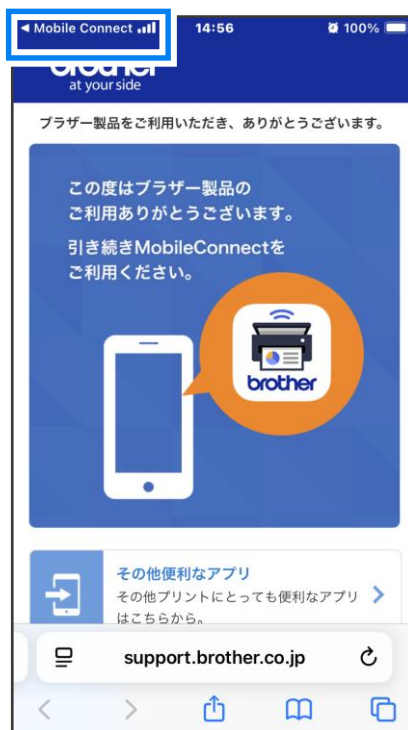 ◀ Mobile Connect 14:56 100%
brother
at your side
ブラザー製品をご利用いただき、ありがとうございます。
この度はブラザー製品の
ご利用ありがとうございます。
引き続きMobileConnectを
ご利用ください。
brother
その他便利なアプリ
その他プリントにとっても便利なアプリ
はこちらから。
support.brother.co.jp